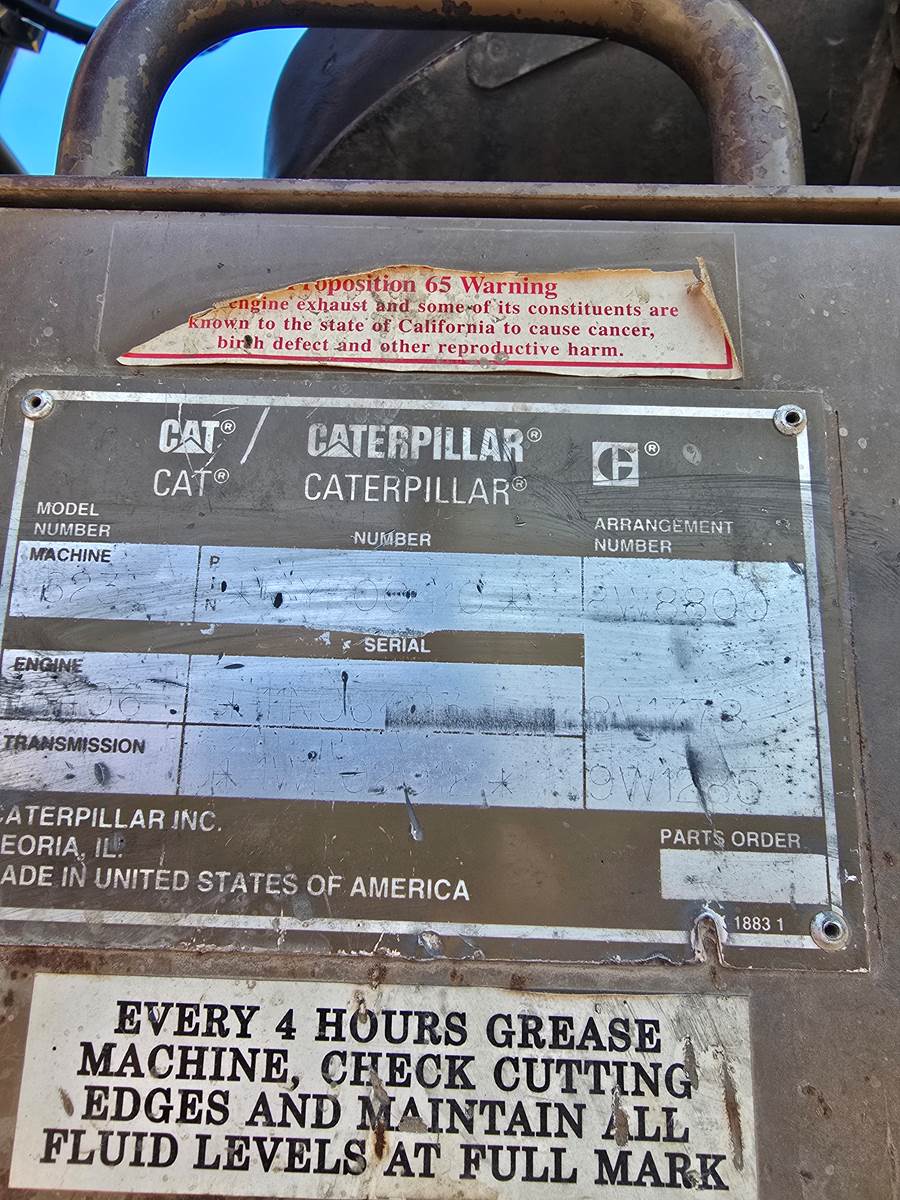 roposition 65 Warning
engine exhaust and some of its constituents are
known to the state of California to cause cancer,
birth defect and other reproductive harm.
CAT® CATERPILLAR® ®
CAT® CATERPILLAR®
MODEL NUMBER
NUMBER
ARRANGEMENT NUMBER
MACHINE
PIN
8W8800
SERIAL
ENGINE
TRANSMISSION
9W1285
CATERPILLAR INC.
EORIA, IL.
ADE IN UNITED STATES OF AMERICA
PARTS ORDER
1883 1
EVERY 4 HOURS GREASE
MACHINE, CHECK CUTTING
EDGES AND MAINTAIN ALL
FLUID LEVELS AT FULL MARK